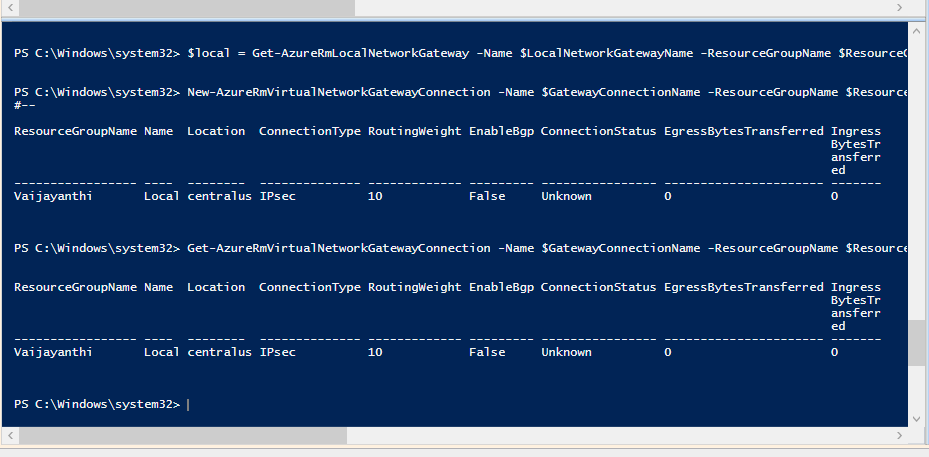 PS C:\Windows\system32> $local = Get-AzureRmLocalNetworkGateway -Name $LocalNetworkGatewayName -ResourceGroupName $ResourceG
PS C:\Windows\system32> New-AzureRmVirtualNetworkGatewayConnection -Name $GatewayConnectionName -ResourceGroupName $Resource
#--
ResourceGroupName Name Location ConnectionType RoutingWeight EnableBgp ConnectionStatus EgressBytesTransferred Ingress
BytesTr
ansferr
ed
----------------- ---- -------- -------------- ------------- --------- ---------------- ---------------------- -------
Vaijayanthi Local centralus IPsec 10 False Unknown 0 0
PS C:\Windows\system32> Get-AzureRmVirtualNetworkGatewayConnection -Name $GatewayConnectionName -ResourceGroupName $Resource
ResourceGroupName Name Location ConnectionType RoutingWeight EnableBgp ConnectionStatus EgressBytesTransferred Ingress
BytesTr
ansferr
ed
----------------- ---- -------- -------------- ------------- --------- ---------------- ---------------------- -------
Vaijayanthi Local centralus IPsec 10 False Unknown 0 0
PS C:\Windows\system32>